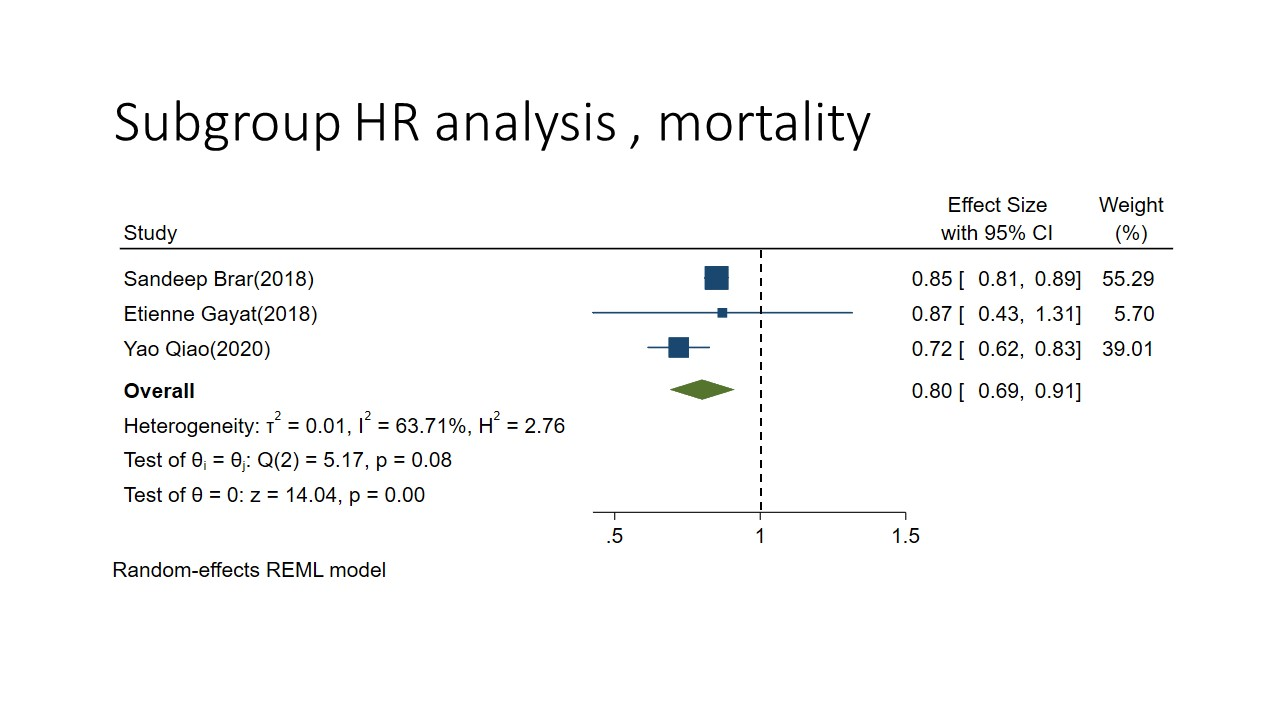 Subgroup HR analysis , mortality
Effect Size Weight
Study with 95% CI (%)
Sandeep Brar(2018) 0.85 [ 0.81, 0.89] 55.29
Etienne Gayat(2018) 0.87 [ 0.43, 1.31] 5.70
Yao Qiao(2020) 0.72 [ 0.62, 0.83] 39.01
Overall 0.80 [ 0.69, 0.91]
Heterogeneity: τ² = 0.01, I² = 63.71%, H² = 2.76
Test of θᵢ = θⱼ: Q(2) = 5.17, p = 0.08
Test of θ = 0: z = 14.04, p = 0.00
.5 1 1.5
Random-effects REML model